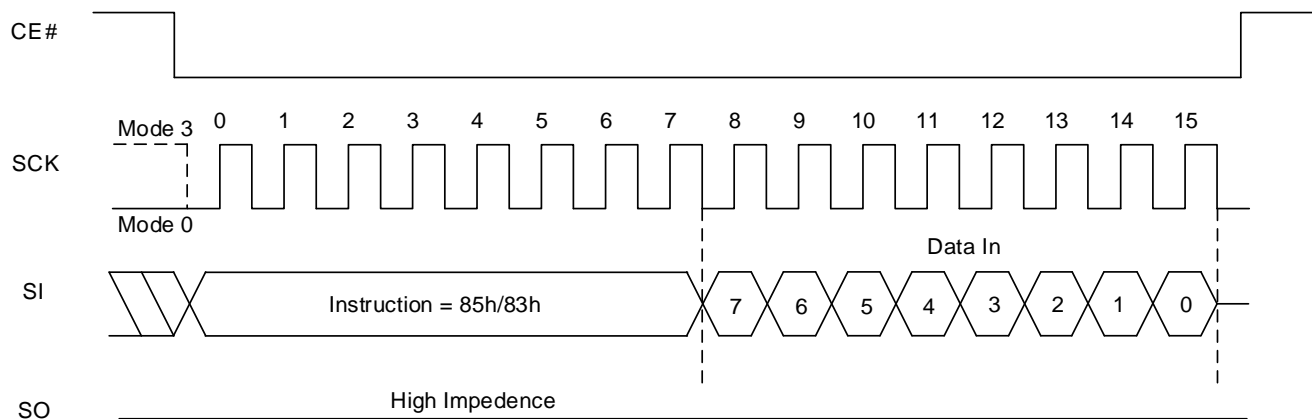 CE#
Mode 3
0 1 2 3 4 5 6 7 8 9 10 11 12 13 14 15
SCK
Mode 0
Data In
SI
Instruction = 85h/83h
7 6 5 4 3 2 1 0
High Impedence
SO